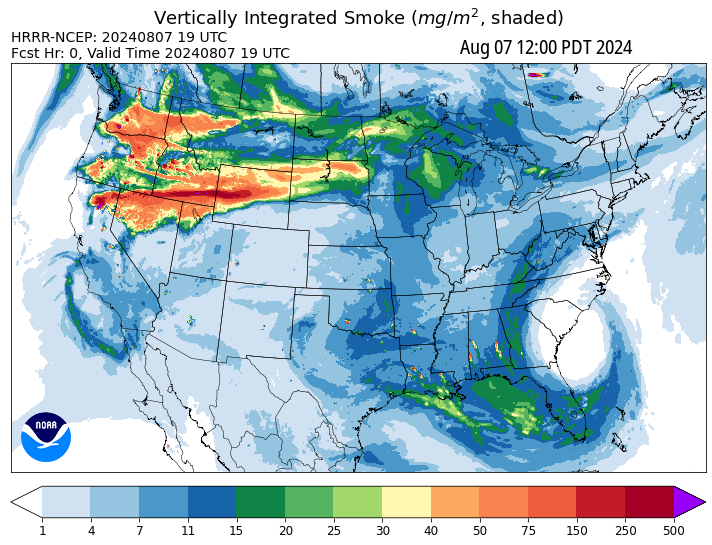 Vertically Integrated Smoke (mg/m², shaded)
HRRR-NCEP: 20240807 19 UTC
Fcst Hr: 0, Valid Time 20240807 19 UTC
Aug 07 12:00 PDT 2024
NOAA
1 4 7 11 15 20 25 30 40 50 75 150 250 500